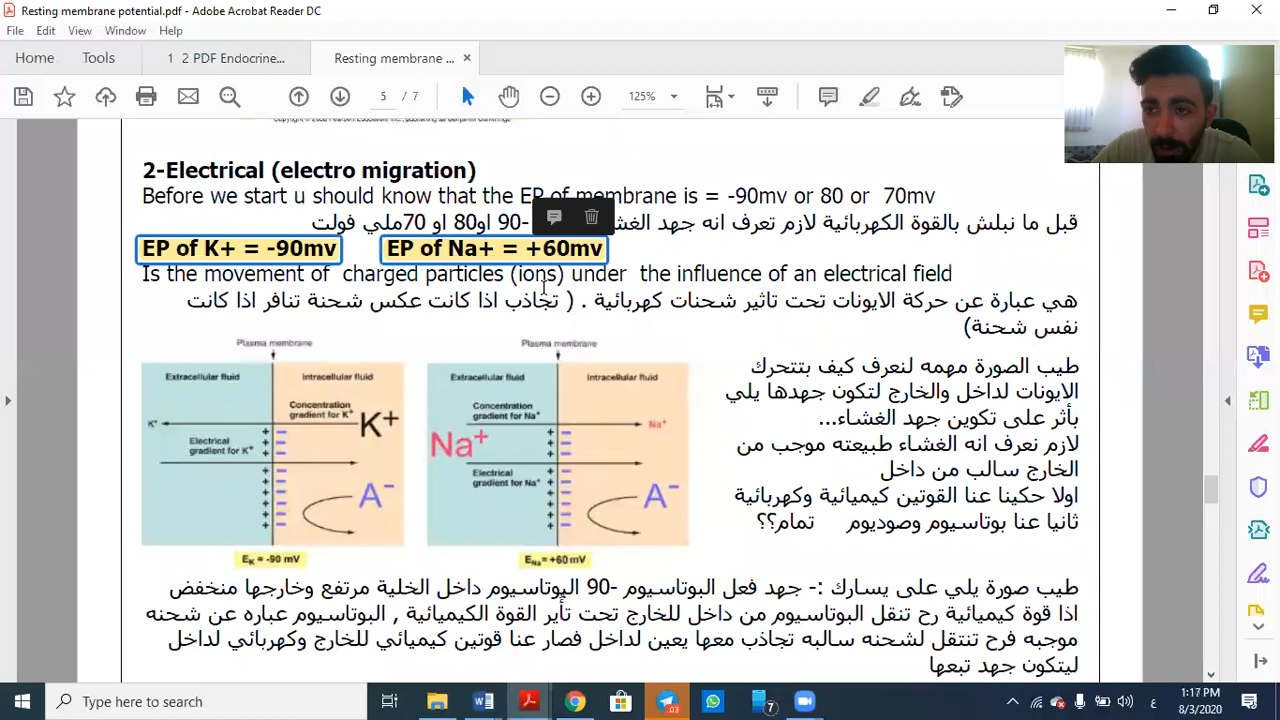 Resting membrane potential.pdf - Adobe Acrobat Reader DC
File Edit View Window Help
Home Tools 1 2 PDF Endocrine... Resting membrane ... ×
5 / 7 125%
2-Electrical (electro migration)
Before we start u should know that the EP of membrane is = -90mv or 80 or 70mv
قبل ما نبلش بالقوة الكهربائية لازم تعرف انه جهد الغشا -90 او80 او 70ملي فولت
EP of K+ = -90mv EP of Na+ = +60mv
Is the movement of charged particles (ions) under the influence of an electrical field
هي عبارة عن حركة الايونات تحت تاثير شحنات كهربائية . ( تجاذب اذا كانت عكس شحنة تنافر اذا كانت
نفس شحنة)
Plasma membrane
Extracellular fluid Intracellular fluid
Concentration
gradient for K+
K+ K+
Electrical
gradient for K+
A-
EK = -90 mV
Plasma membrane
Extracellular fluid Intracellular fluid
Concentration
gradient for Na+
Na+ Na+
Electrical
gradient for Na+
A-
ENa= +60 mV
طيب الصورة مهمه لنعرف كيف بتتحرك
الايونات لداخل والخارج لتكون جهدها يلي
بأثر على تكوين جهد الغشاء...
لازم نعرف انه الغشاء طبيعته موجب من
الخارج سالب من داخل
اولا حكينا عنا القوتين كيميائية وكهربائية
ثانيا عنا بوتاسيوم وصوديوم تمام؟؟
طيب صورة يلي على يسارك :- جهد فعل البوتاسيوم -90 البوتاسيوم داخل الخلية مرتفع وخارجها منخفض
اذا قوة كيميائية رح تنقل البوتاسيوم من داخل للخارج تحت تأير القوة الكيميائية , البوتاسيوم عباره عن شحنه
موجبه فرح تنتقل لشحنه سالبه تجاذب معها يعين لداخل فصار عنا قوتين كيميائي للخارج وكهربائي لداخل
ليتكون جهد تبعها
Type here to search
1:17 PM
8/3/2020